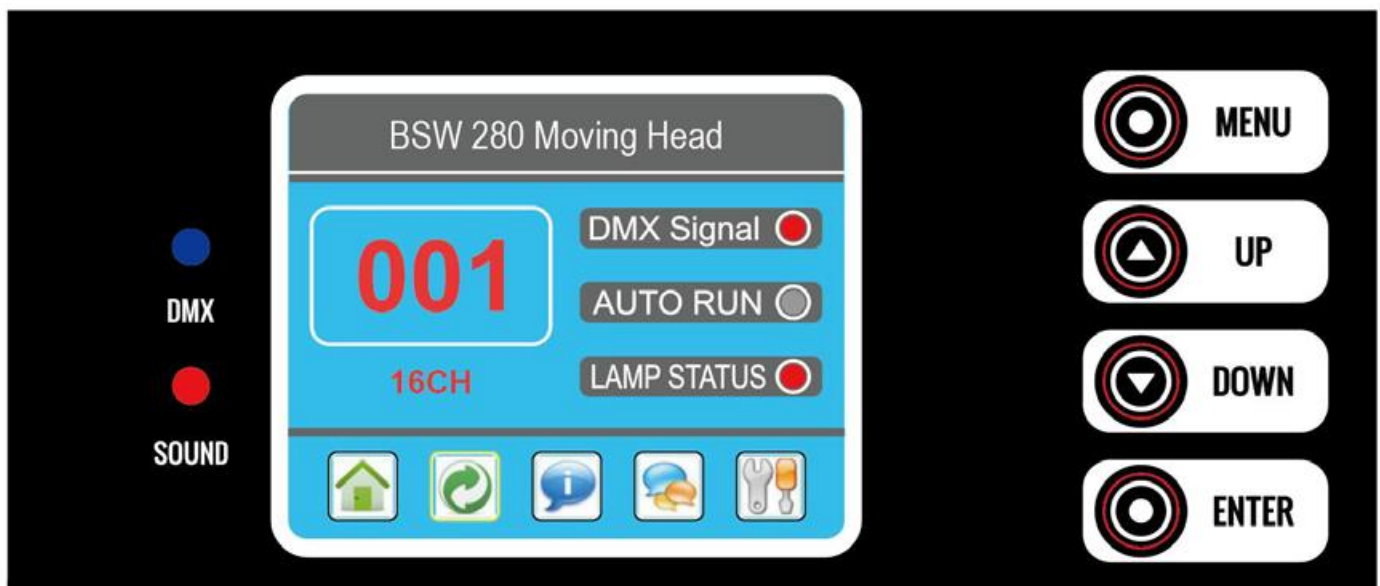 BSW 280 Moving Head
001
16CH
DMX Signal
AUTO RUN
LAMP STATUS
DMX
SOUND
MENU
UP
DOWN
ENTER